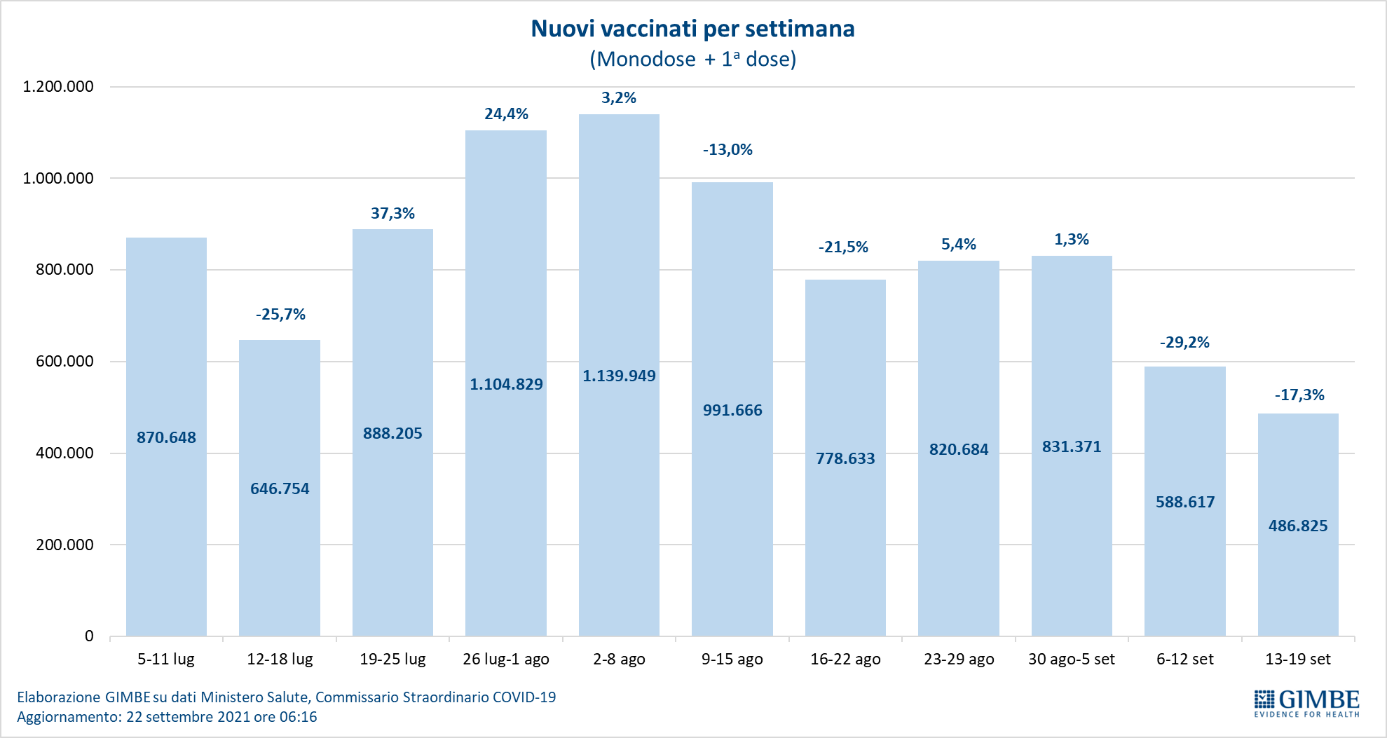 Nuovi vaccinati per settimana
(Monodose + 1ª dose)
1.200.000
1.000.000
800.000
600.000
400.000
200.000
0
24,4%
3,2%
-13,0%
37,3%
-21,5%
5,4%
1,3%
-25,7%
-29,2%
-17,3%
870.648
646.754
888.205
1.104.829
1.139.949
991.666
778.633
820.684
831.371
588.617
486.825
5-11 lug
12-18 lug
19-25 lug
26 lug-1 ago
2-8 ago
9-15 ago
16-22 ago
23-29 ago
30 ago-5 set
6-12 set
13-19 set
Elaborazione GIMBE su dati Ministero Salute, Commissario Straordinario COVID-19
Aggiornamento: 22 settembre 2021 ore 06:16
GIMBE
EVIDENCE FOR HEALTH